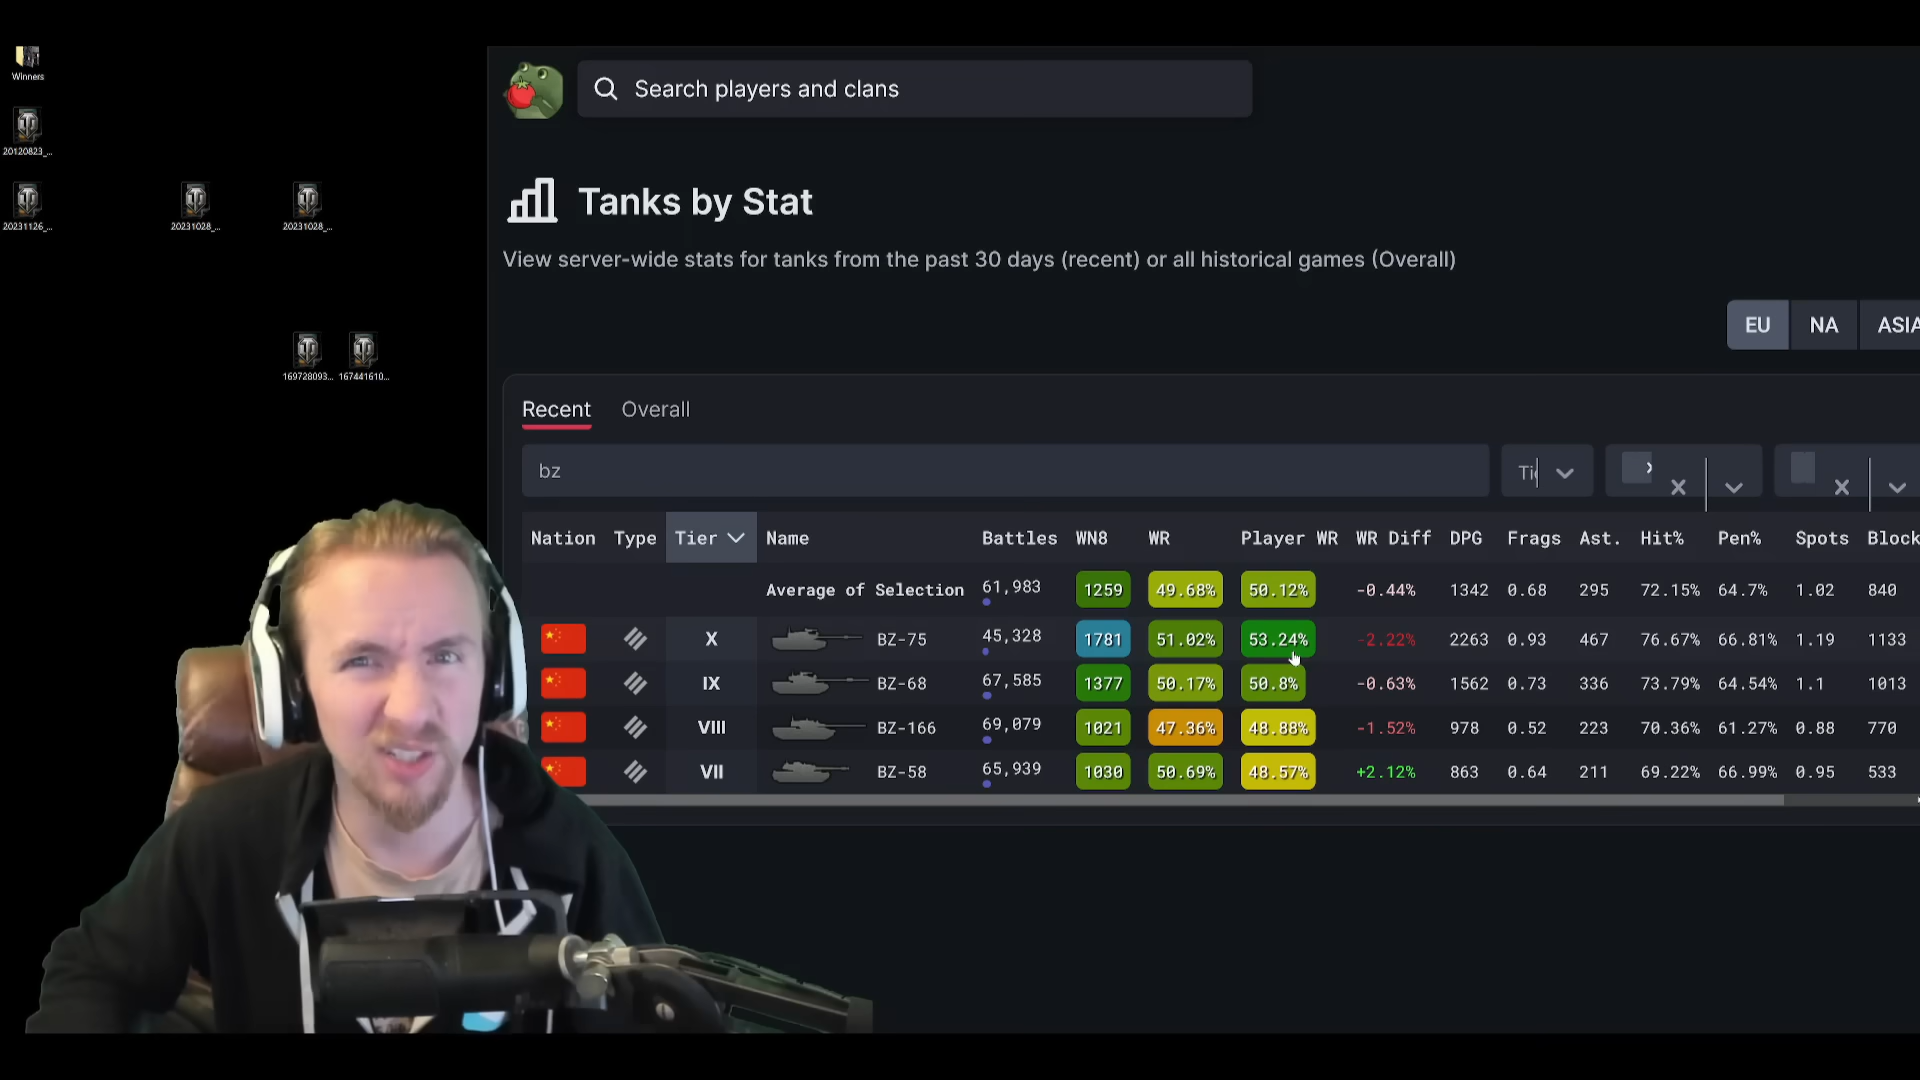 Winners
20120823_...
20231126_...
20231028_...
20231028_...
169728093...
167441610...
Search players and clans
Tanks by Stat
View server-wide stats for tanks from the past 30 days (recent) or all historical games (Overall)
EU NA ASIA
Recent Overall
bz
Nation Type Tier Name Battles WN8 WR Player WR WR Diff DPG Frags Ast. Hit% Pen% Spots Block
Average of Selection 61,983 1259 49.68% 50.12% -0.44% 1342 0.68 295 72.15% 64.7% 1.02 840
X BZ-75 45,328 1781 51.02% 53.24% -2.22% 2263 0.93 467 76.67% 66.81% 1.19 1133
IX BZ-68 67,585 1377 50.17% 50.8% -0.63% 1562 0.73 336 73.79% 64.54% 1.1 1013
VIII BZ-166 69,079 1021 47.36% 48.88% -1.52% 978 0.52 223 70.36% 61.27% 0.88 770
VII BZ-58 65,939 1030 50.69% 48.57% +2.12% 863 0.64 211 69.22% 66.99% 0.95 533